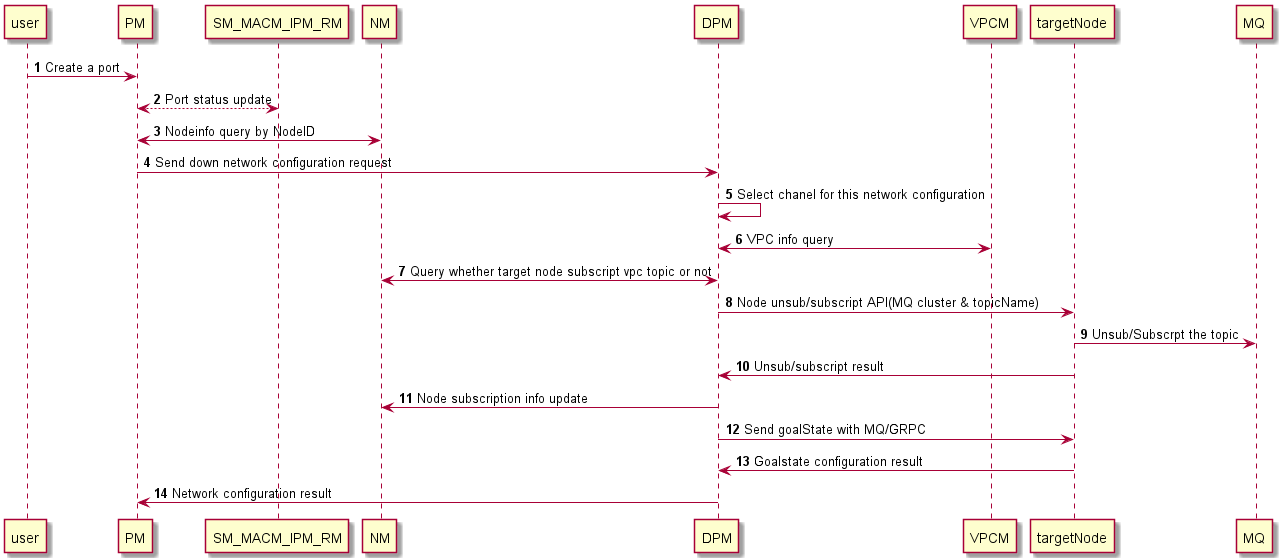 user PM SM_MACM_IPM_RM NM DPM VPCM targetNode MQ
1 Create a port
2 Port status update
3 Nodeinfo query by NodeID
4 Send down network configuration request
5 Select chanel for this network configuration
6 VPC info query
7 Query whether target node subscript vpc topic or not
8 Node unsub/subscript API(MQ cluster & topicName)
9 Unsub/Subscrpt the topic
10 Unsub/subscript result
11 Node subscription info update
12 Send goalState with MQ/GRPC
13 Goalstate configuration result
14 Network configuration result
user PM SM_MACM_IPM_RM NM DPM VPCM targetNode MQ